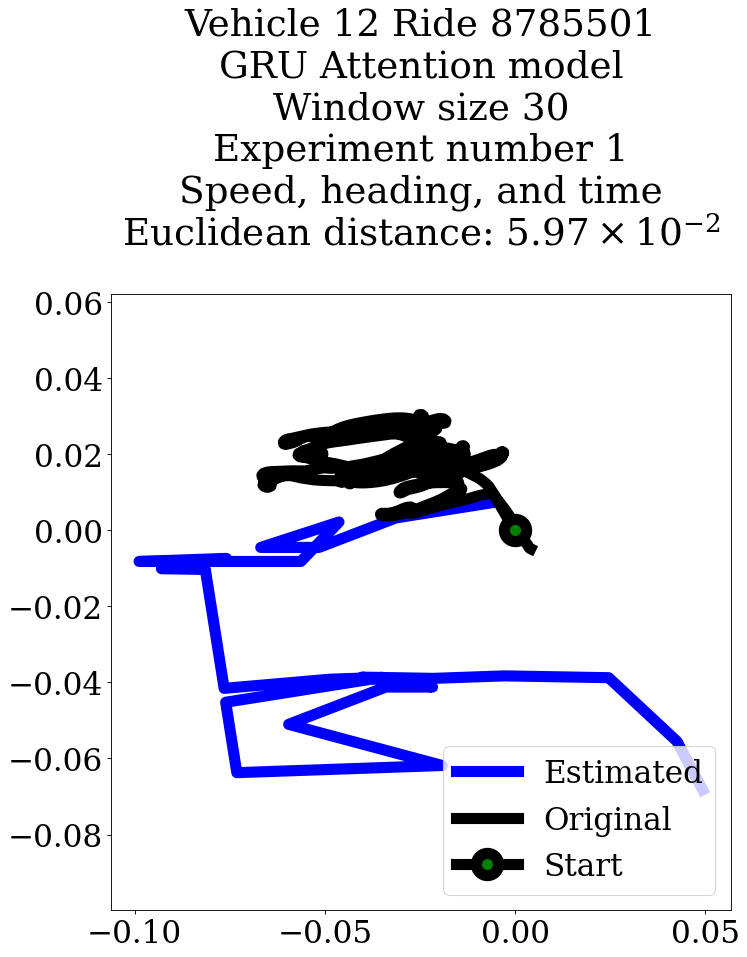 Vehicle 12 Ride 8785501
GRU Attention model
Window size 30
Experiment number 1
Speed, heading, and time
Euclidean distance: 5.97 × 10⁻²
0.06
0.04
0.02
0.00
−0.02
−0.04
−0.06
−0.08
Estimated
Original
Start
−0.10 −0.05 0.00 0.05